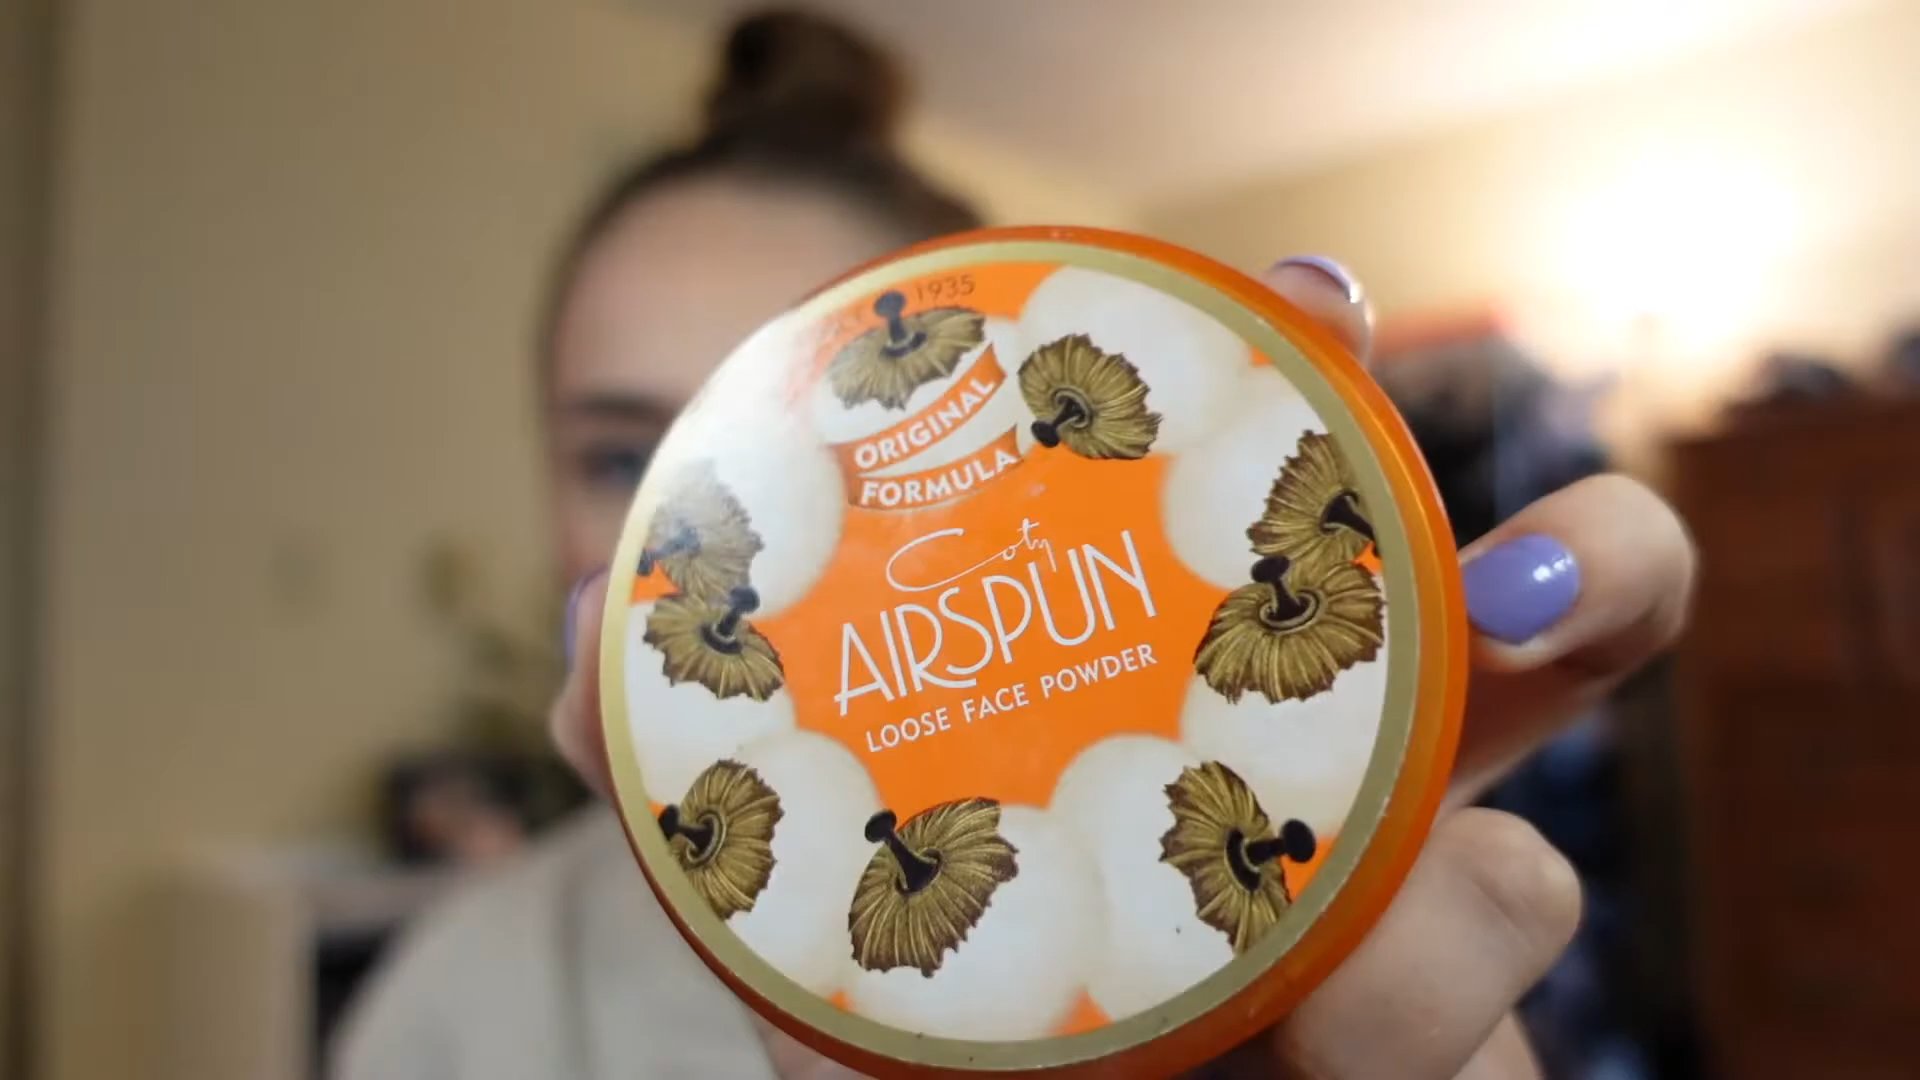 1935
ORIGINAL
FORMULA
Coty
AIRSPUN
LOOSE FACE POWDER